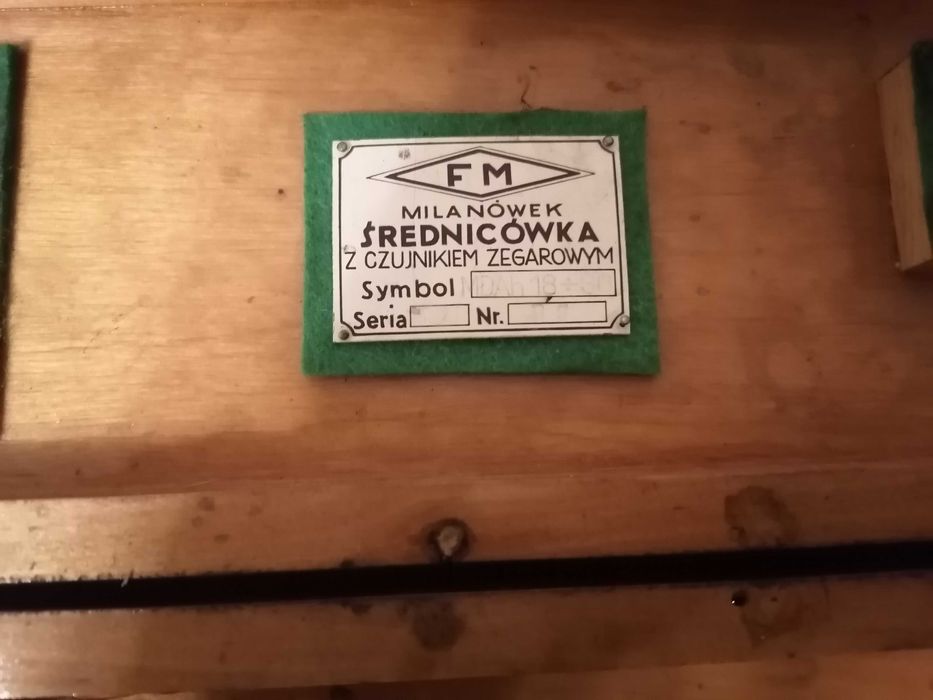 FM
MILANÓWEK
ŚREDNICÓWKA
Z CZUJNIKIEM ZEGAROWYM
Symbol
Seria Nr.